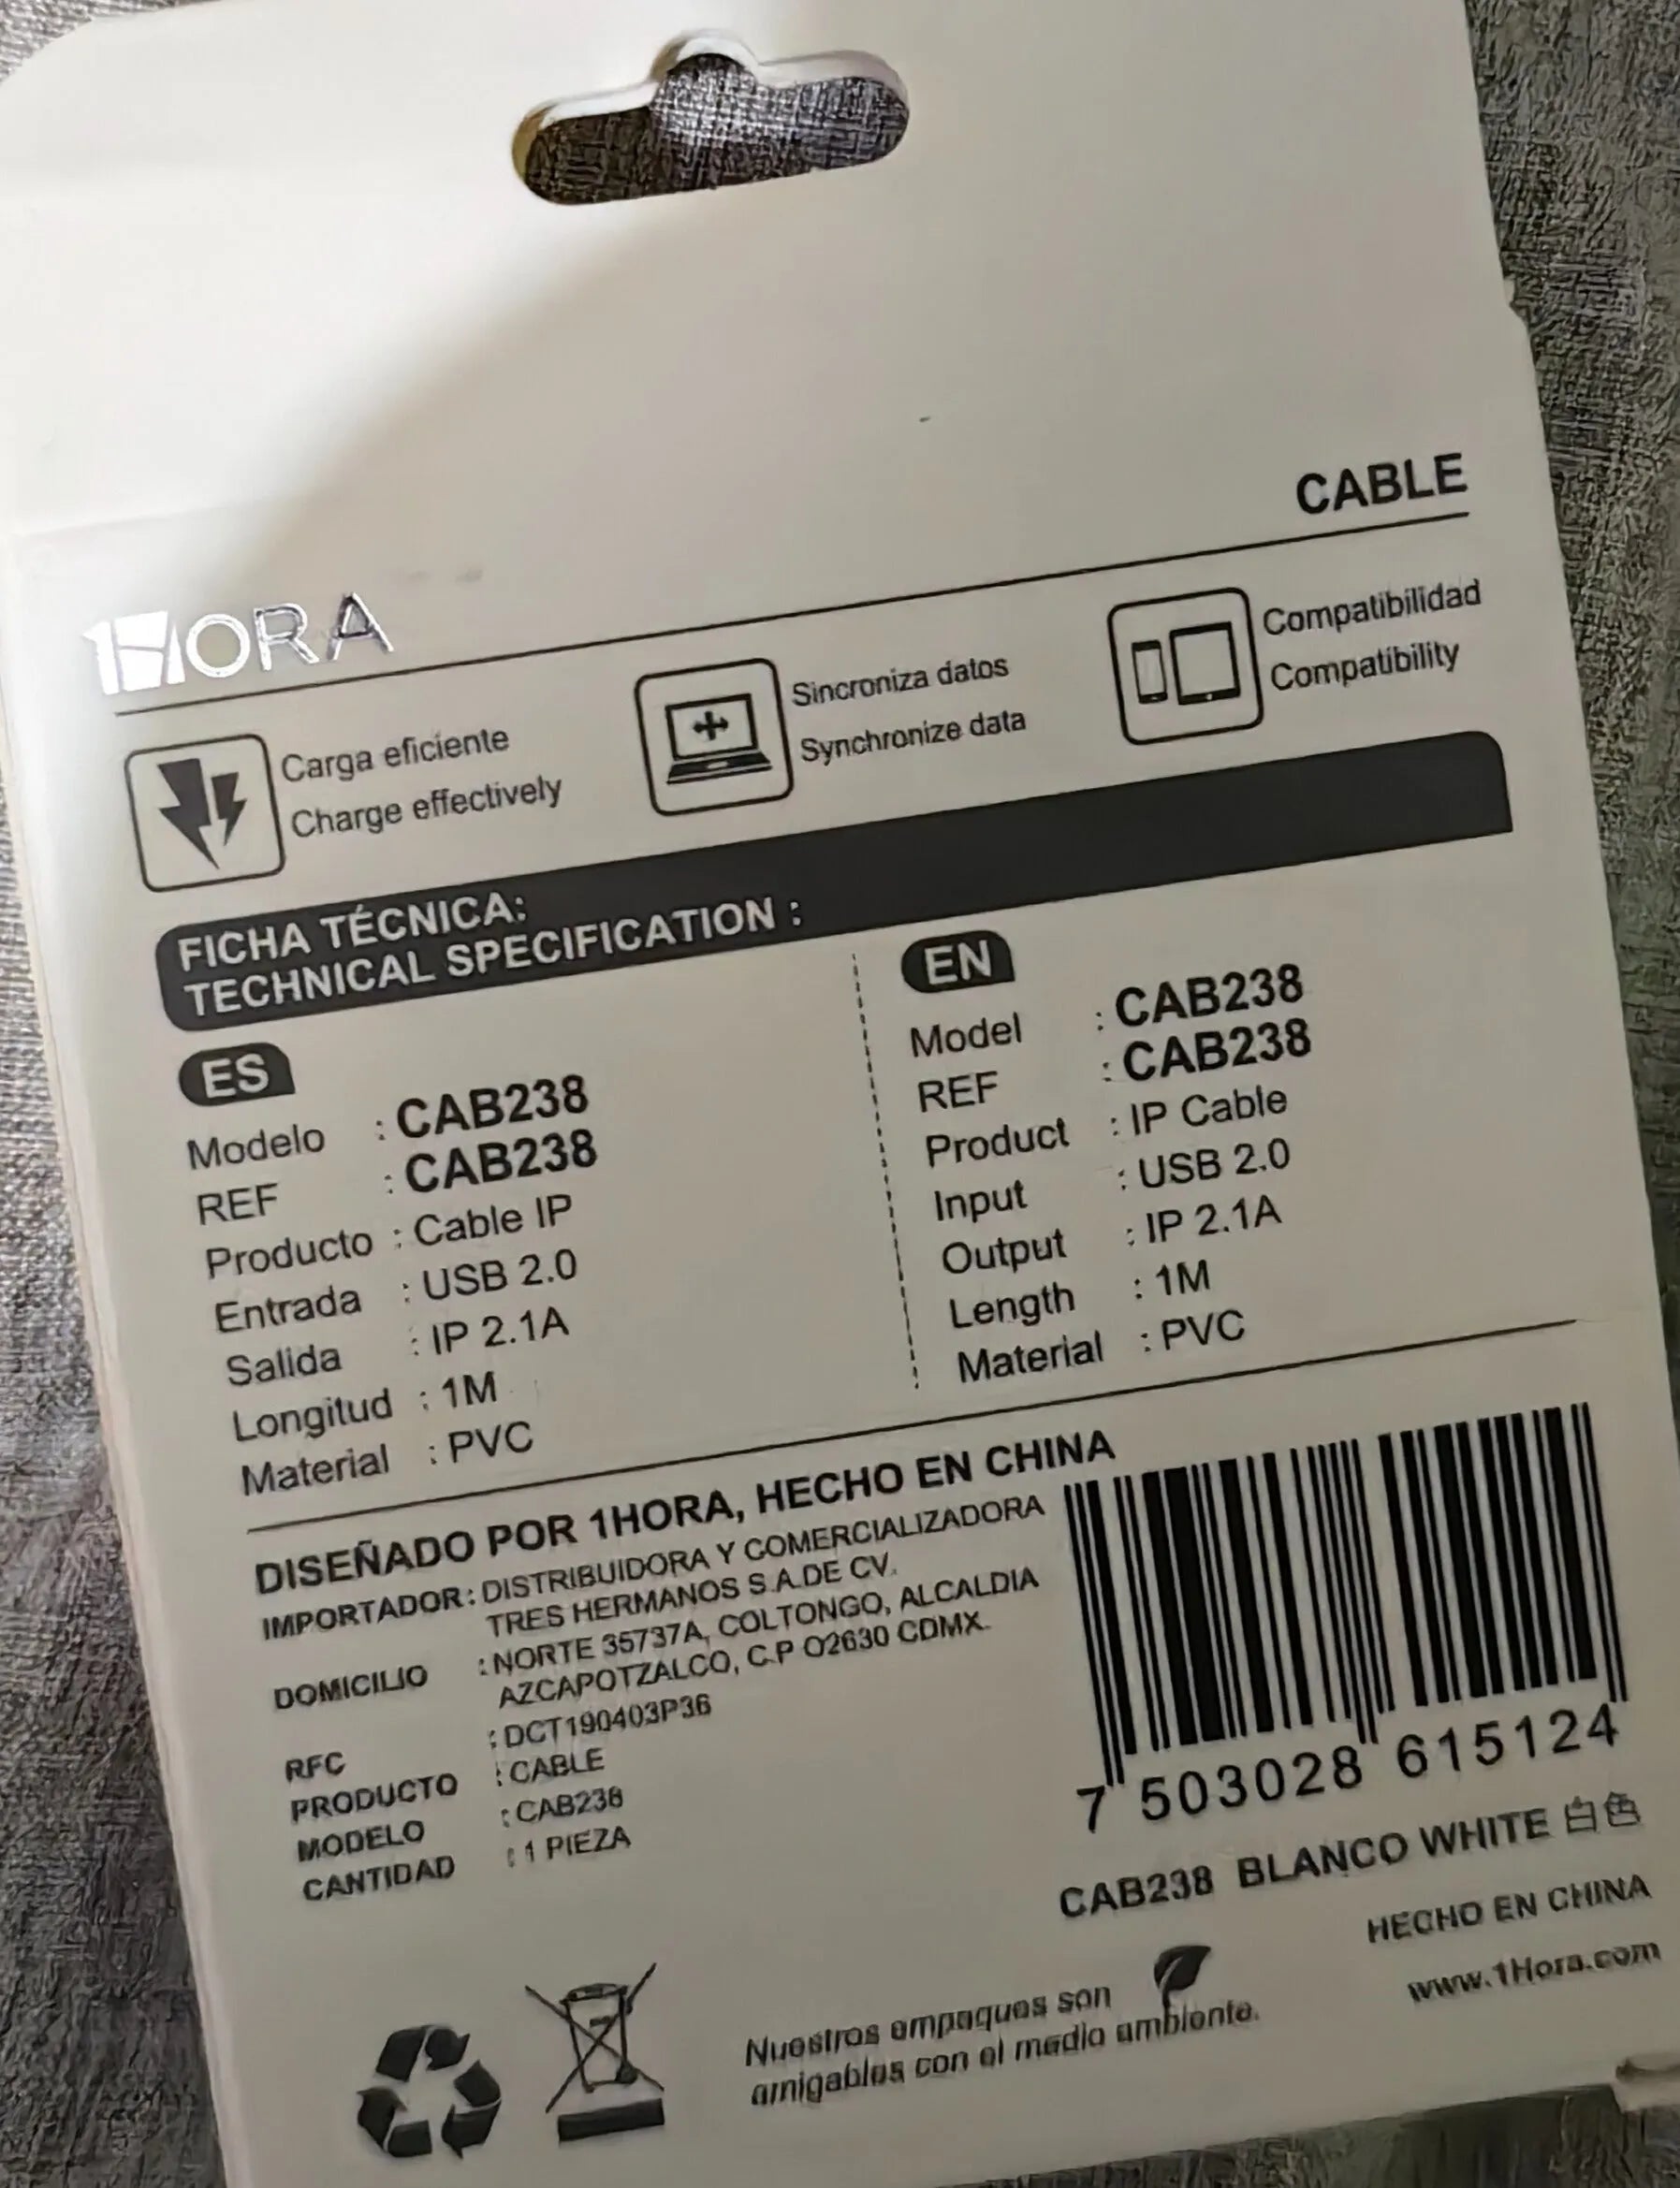 CABLE
1HORA
Carga eficiente
Charge effectively
Sincroniza datos
Synchronize data
Compatibilidad
Compatibility
FICHA TÉCNICA:
TECHNICAL SPECIFICATION :
ES
Modelo : CAB238
REF : CAB238
Producto : Cable IP
Entrada : USB 2.0
Salida : IP 2.1A
Longitud : 1M
Material : PVC
EN
Model : CAB238
REF : CAB238
Product : IP Cable
Input : USB 2.0
Output : IP 2.1A
Length : 1M
Material : PVC
DISEÑADO POR 1HORA, HECHO EN CHINA
IMPORTADOR : DISTRIBUIDORA Y COMERCIALIZADORA
TRES HERMANOS S.A.DE CV.
DOMICILIO : NORTE 35737A, COLTONGO, ALCALDIA
AZCAPOTZALCO, C.P O2630 CDMX.
RFC : DCT190403P36
PRODUCTO : CABLE
MODELO : CAB238
CANTIDAD : 1 PIEZA
7 503028 615124
CAB238 BLANCO WHITE 白色
HECHO EN CHINA
www.1Hora.com
Nuestros empaques son
amigables con el medio ambiente.